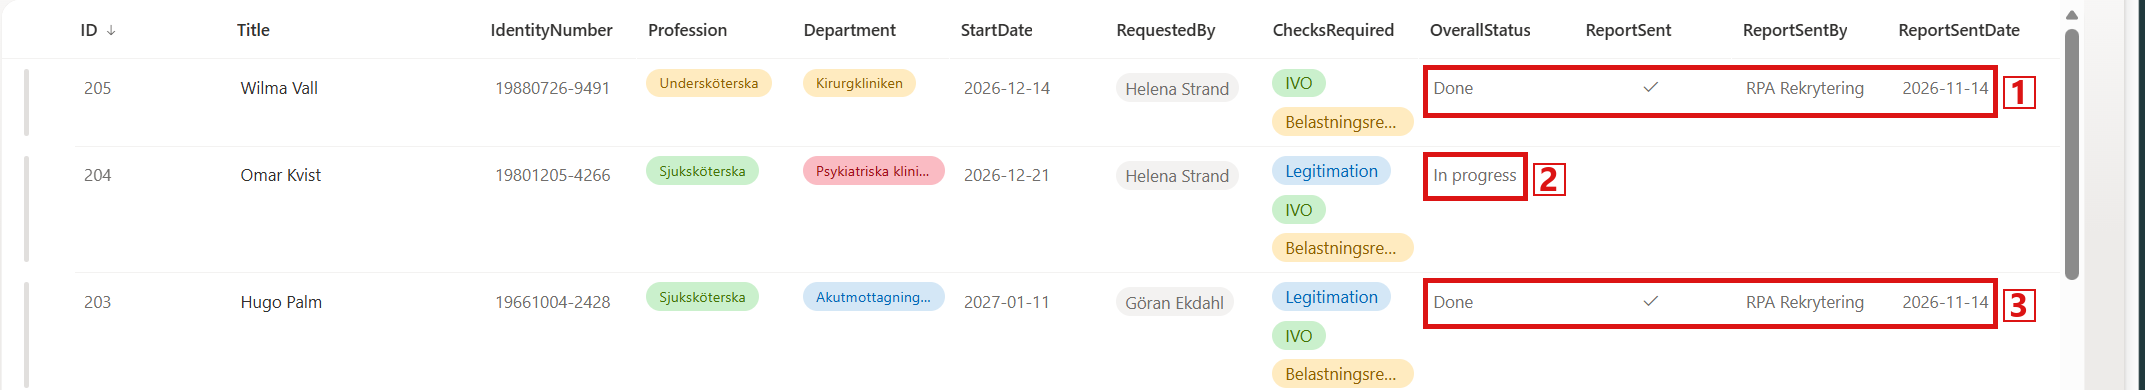 ID ↓ Title IdentityNumber Profession Department StartDate RequestedBy ChecksRequired OverallStatus ReportSent ReportSentBy ReportSentDate
205 Wilma Vall 19880726-9491 Undersköterska Kirurgkliniken 2026-12-14 Helena Strand IVO Done ✓ RPA Rekrytering 2026-11-14 1
Belastningsre...
204 Omar Kvist 19801205-4266 Sjuksköterska Psykiatriska klini... 2026-12-21 Helena Strand Legitimation In progress 2
IVO
Belastningsre...
203 Hugo Palm 19661004-2428 Sjuksköterska Akutmottagning... 2027-01-11 Göran Ekdahl Legitimation Done ✓ RPA Rekrytering 2026-11-14 3
IVO
Belastningsre...